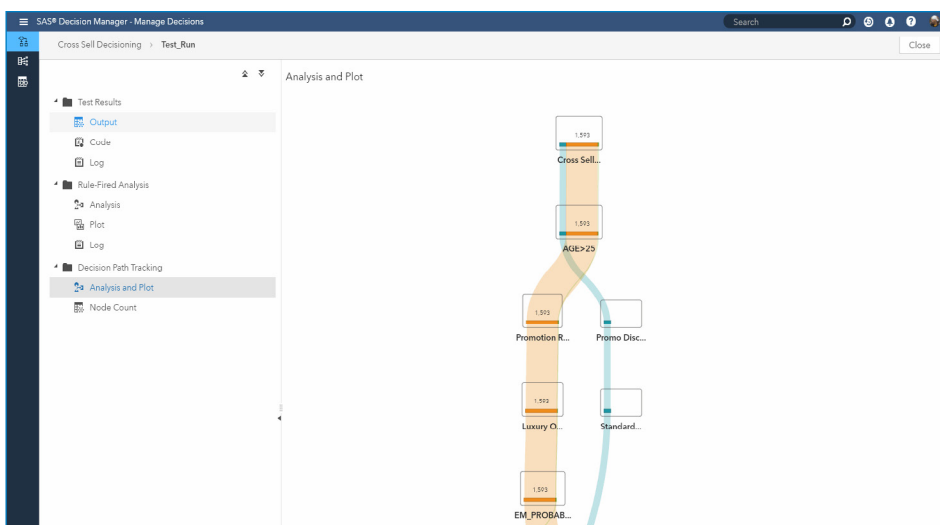 SAS® Decision Manager - Manage Decisions
Search
Cross Sell Decisioning > Test_Run
Close
Analysis and Plot
Test Results
Output
Code
Log
Rule-Fired Analysis
Analysis
Plot
Log
Decision Path Tracking
Analysis and Plot
Node Count
1,593
Cross Sell...
1,593
AGE>25
1,593
Promotion R...
Promo Disc...
1,593
Luxury O...
Standard...
1,593
EM_PROBAB...